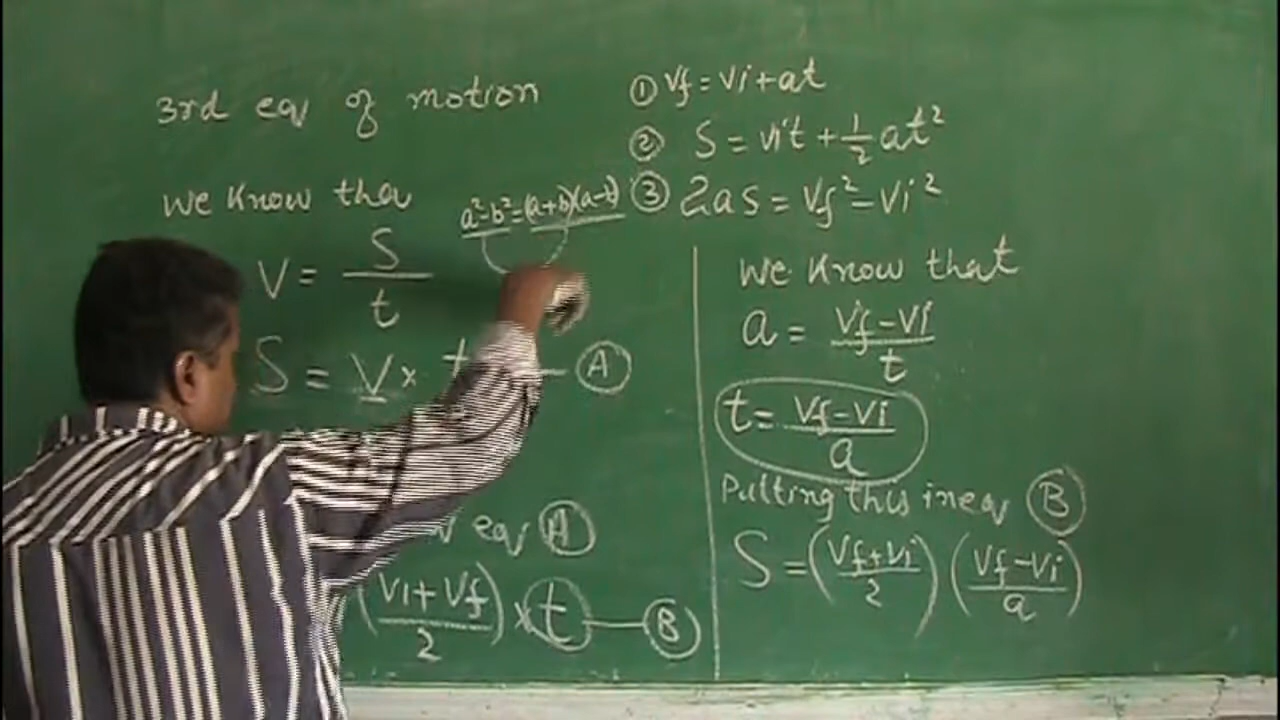 3rd eq of motion
① Vf = Vi + at
② S = Vit + 1/2 at²
③ 2as = Vf² - Vi²
We Know tha
a²-b²=(a+b)(a-b)
V = S/t
S = V × t — Ⓐ
eq Ⓐ
(Vi + Vf / 2) × t — Ⓑ
We Know that
a = Vf - Vi / t
t = Vf - Vi / a
Putting this in eq Ⓑ
S = (Vf + Vi / 2) (Vf - Vi / a)